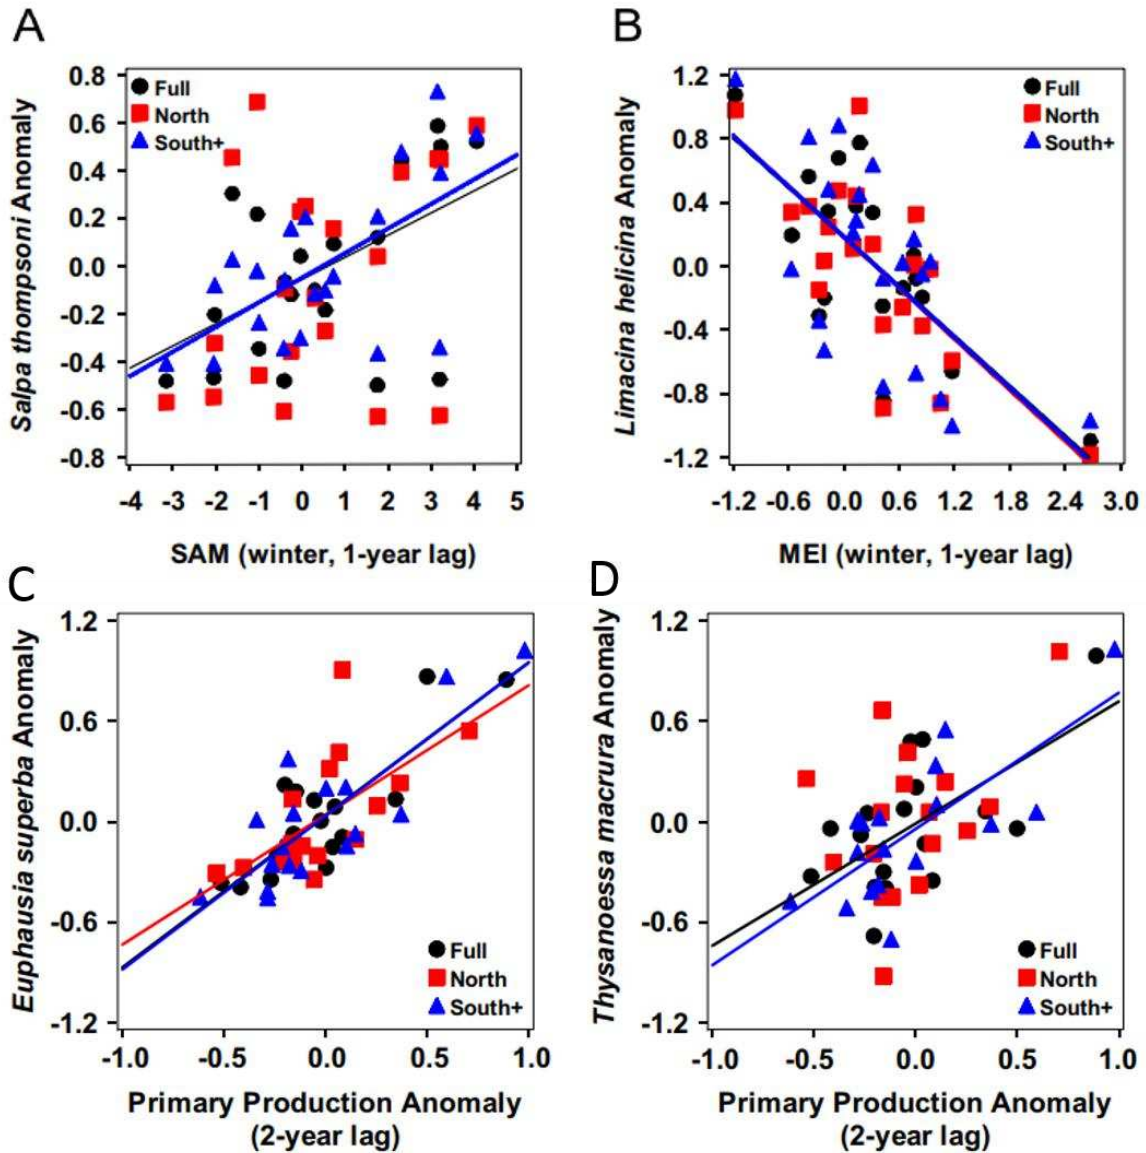 A
Salpa thompsoni Anomaly
0.8
0.6
0.4
0.2
0.0
-0.2
-0.4
-0.6
-0.8
Full
North
South+
-4 -3 -2 -1 0 1 2 3 4 5
SAM (winter, 1-year lag)
B
Limacina helicina Anomaly
1.2
0.8
0.4
0.0
-0.4
-0.8
-1.2
Full
North
South+
-1.2 -0.6 0.0 0.6 1.2 1.8 2.4 3.0
MEI (winter, 1-year lag)
C
Euphausia superba Anomaly
1.2
0.6
0.0
-0.6
-1.2
Full
North
South+
-1.0 -0.5 0.0 0.5 1.0
Primary Production Anomaly
(2-year lag)
D
Thysanoessa macrura Anomaly
1.2
0.6
0.0
-0.6
-1.2
Full
North
South+
-1.0 -0.5 0.0 0.5 1.0
Primary Production Anomaly
(2-year lag)